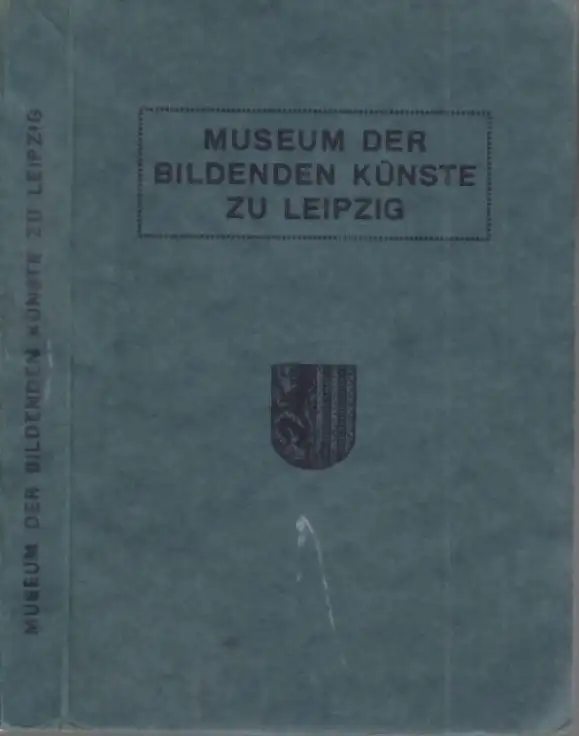 MUSEUM DER
BILDENDEN KÜNSTE
ZU LEIPZIG
MUSEUM DER BILDENDEN KÜNSTE ZU LEIPZIG